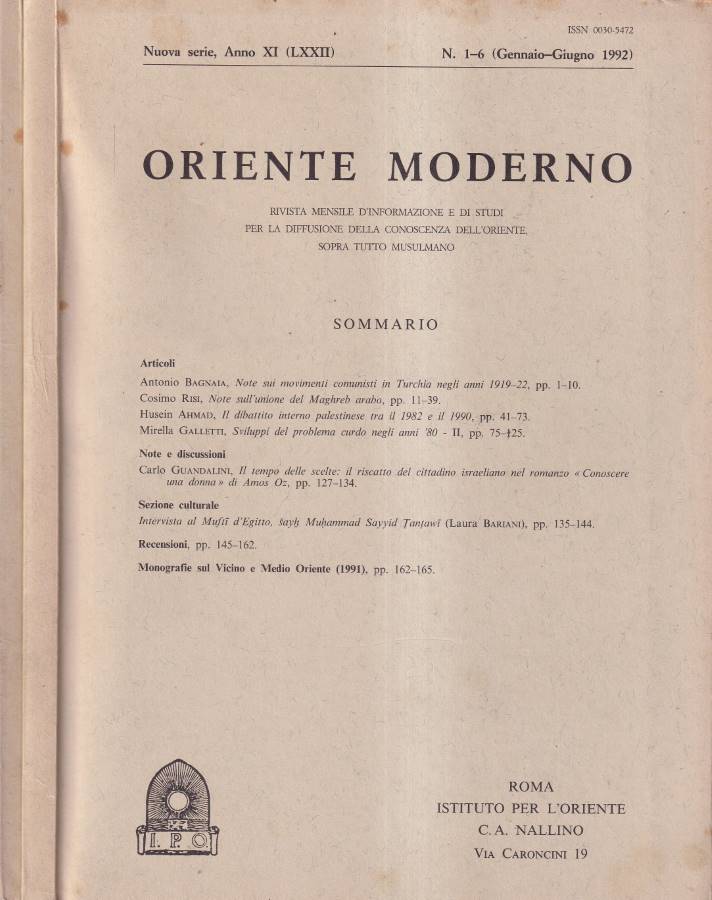 ISSN 0030-5472
Nuova serie, Anno XI (LXXII) N. 1–6 (Gennaio–Giugno 1992)
ORIENTE MODERNO
RIVISTA MENSILE D'INFORMAZIONE E DI STUDI
PER LA DIFFUSIONE DELLA CONOSCENZA DELL'ORIENTE,
SOPRA TUTTO MUSULMANO
SOMMARIO
Articoli
Antonio BAGNAIA, Note sui movimenti comunisti in Turchia negli anni 1919–22, pp. 1–10.
Cosimo RISI, Note sull'unione del Maghreb arabo, pp. 11–39.
Husein AHMAD, Il dibattito interno palestinese tra il 1982 e il 1990, pp. 41–73.
Mirella GALLETTI, Sviluppi del problema curdo negli anni '80 - II, pp. 75–125.
Note e discussioni
Carlo GUANDALINI, Il tempo delle scelte: il riscatto del cittadino israeliano nel romanzo «Conoscere
una donna» di Amos Oz, pp. 127–134.
Sezione culturale
Intervista al Muftī d'Egitto, šayḫ Muḥammad Sayyid Ṭanṭawī (Laura BARIANI), pp. 135–144.
Recensioni, pp. 145–162.
Monografie sul Vicino e Medio Oriente (1991), pp. 162–165.
I. P. O.
ROMA
ISTITUTO PER L'ORIENTE
C. A. NALLINO
VIA CARONCINI 19